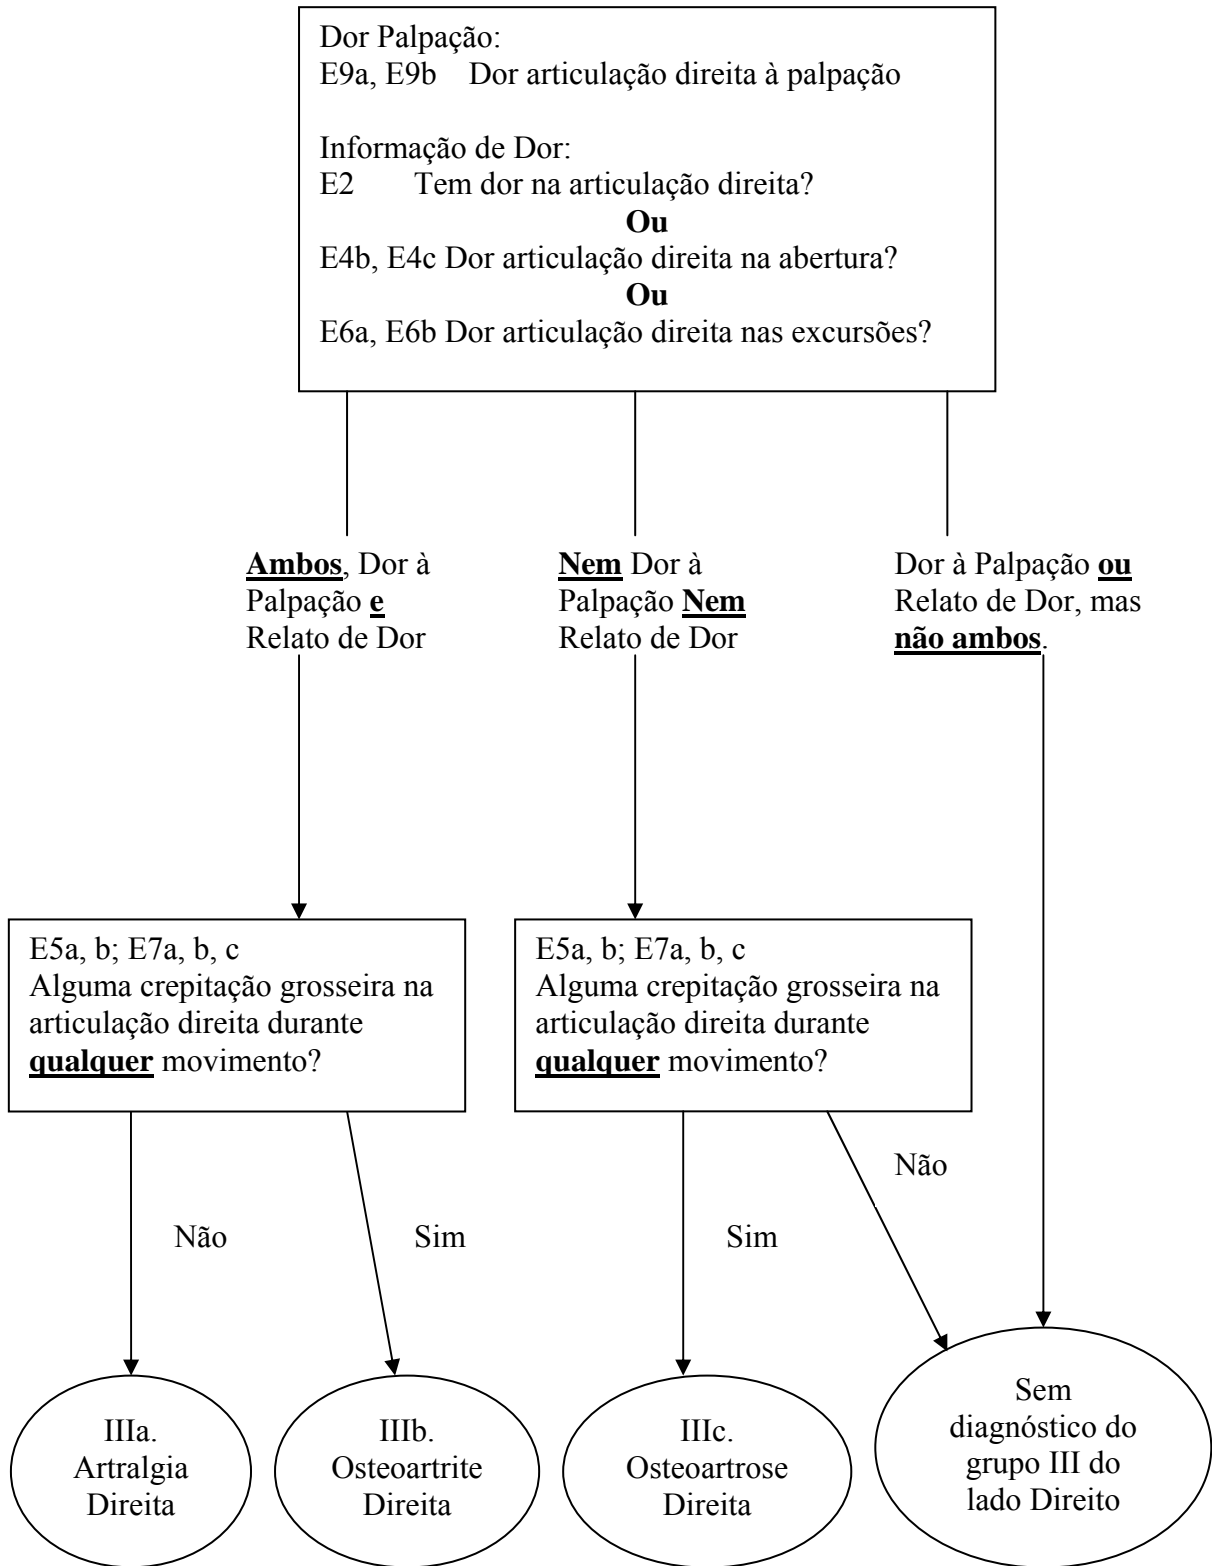 Dor Palpação:
E9a, E9b Dor articulação direita à palpação
Informação de Dor:
E2 Tem dor na articulação direita?
Ou
E4b, E4c Dor articulação direita na abertura?
Ou
E6a, E6b Dor articulação direita nas excursões?
Ambos, Dor à
Palpação e
Relato de Dor
Nem Dor à
Palpação Nem
Relato de Dor
Dor à Palpação ou
Relato de Dor, mas
não ambos.
E5a, b; E7a, b, c
Alguma crepitação grosseira na
articulação direita durante
qualquer movimento?
E5a, b; E7a, b, c
Alguma crepitação grosseira na
articulação direita durante
qualquer movimento?
Não
Sim
Sim
Não
IIIa.
Artralgia
Direita
IIIb.
Osteoartrite
Direita
IIIc.
Osteoartrose
Direita
Sem
diagnóstico do
grupo III do
lado Direito